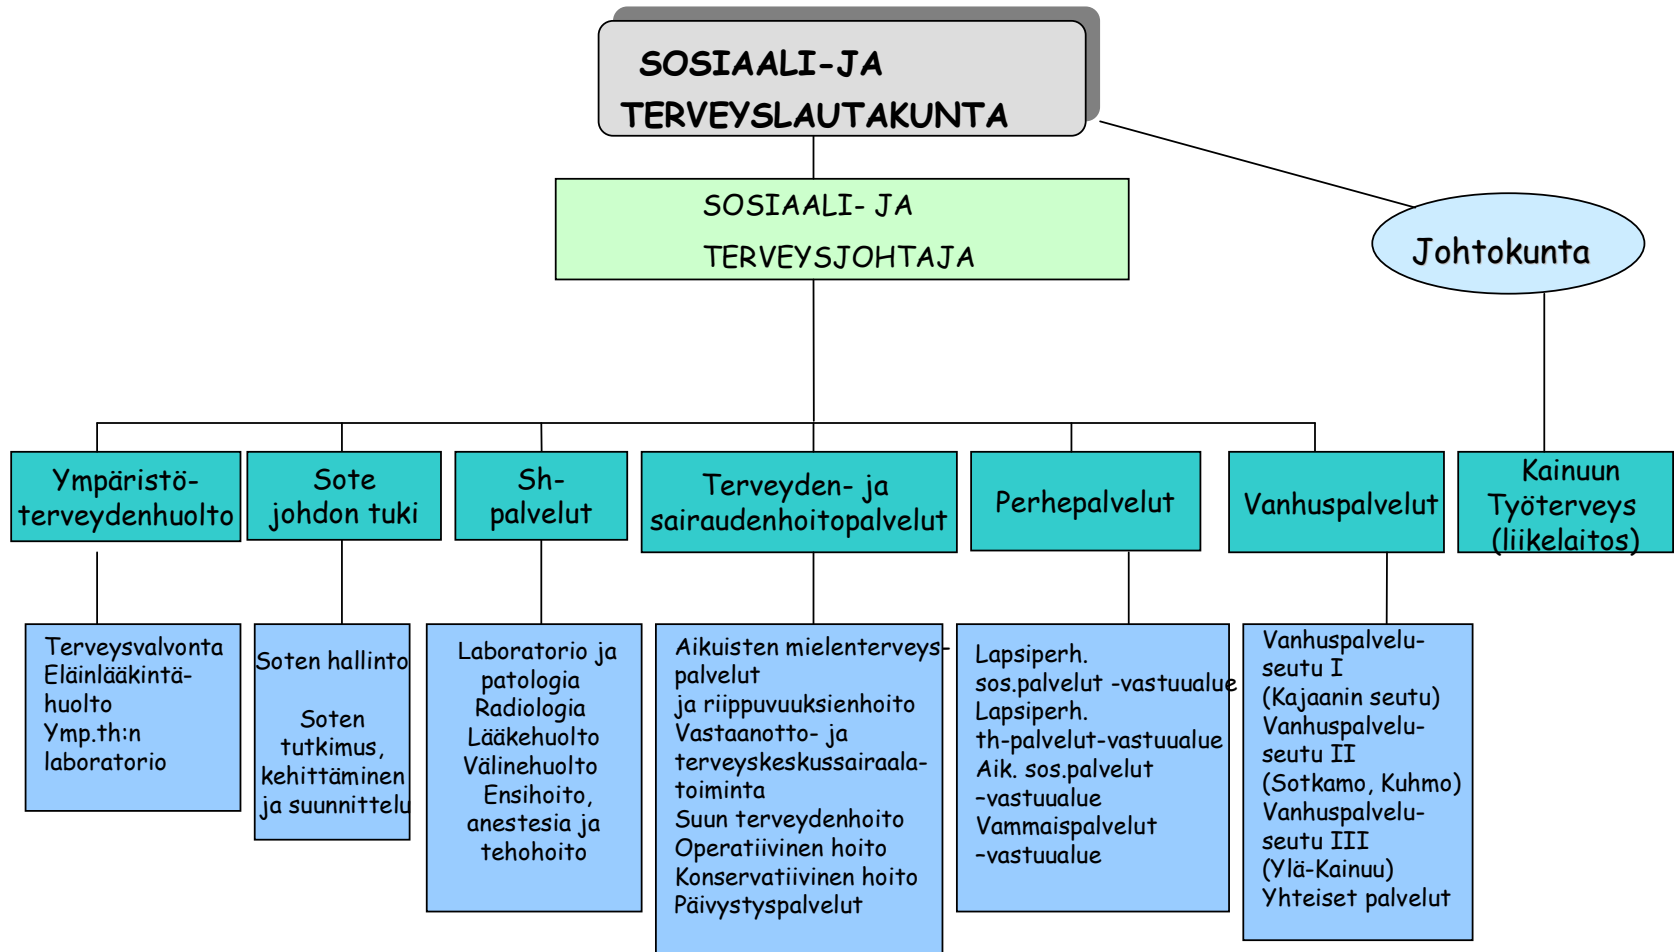 SOSIAALI-JA
TERVEYSLAUTAKUNTA
SOSIAALI- JA
TERVEYSJOHTAJA
Johtokunta
Ympäristö-
terveydenhuolto
Sote
johdon tuki
Sh-
palvelut
Terveyden- ja
sairaudenhoitopalvelut
Perhepalvelut
Vanhuspalvelut
Kainuun
Työterveys
(liikelaitos)
Terveysvalvonta
Eläinlääkintä-
huolto
Ymp.th:n
laboratorio
Soten hallinto
Soten
tutkimus,
kehittäminen
ja suunnittelu
Laboratorio ja
patologia
Radiologia
Lääkehuolto
Välinehuolto
Ensihoito,
anestesia ja
tehohoito
Aikuisten mielenterveys-
palvelut
ja riippuvuuksienhoito
Vastaanotto- ja
terveyskeskussairaala-
toiminta
Suun terveydenhoito
Operatiivinen hoito
Konservatiivinen hoito
Päivystyspalvelut
Lapsiperh.
sos.palvelut -vastuualue
Lapsiperh.
th-palvelut-vastuualue
Aik. sos.palvelut
-vastuualue
Vammaispalvelut
-vastuualue
Vanhuspalvelu-
seutu I
(Kajaanin seutu)
Vanhuspalvelu-
seutu II
(Sotkamo, Kuhmo)
Vanhuspalvelu-
seutu III
(Ylä-Kainuu)
Yhteiset palvelut